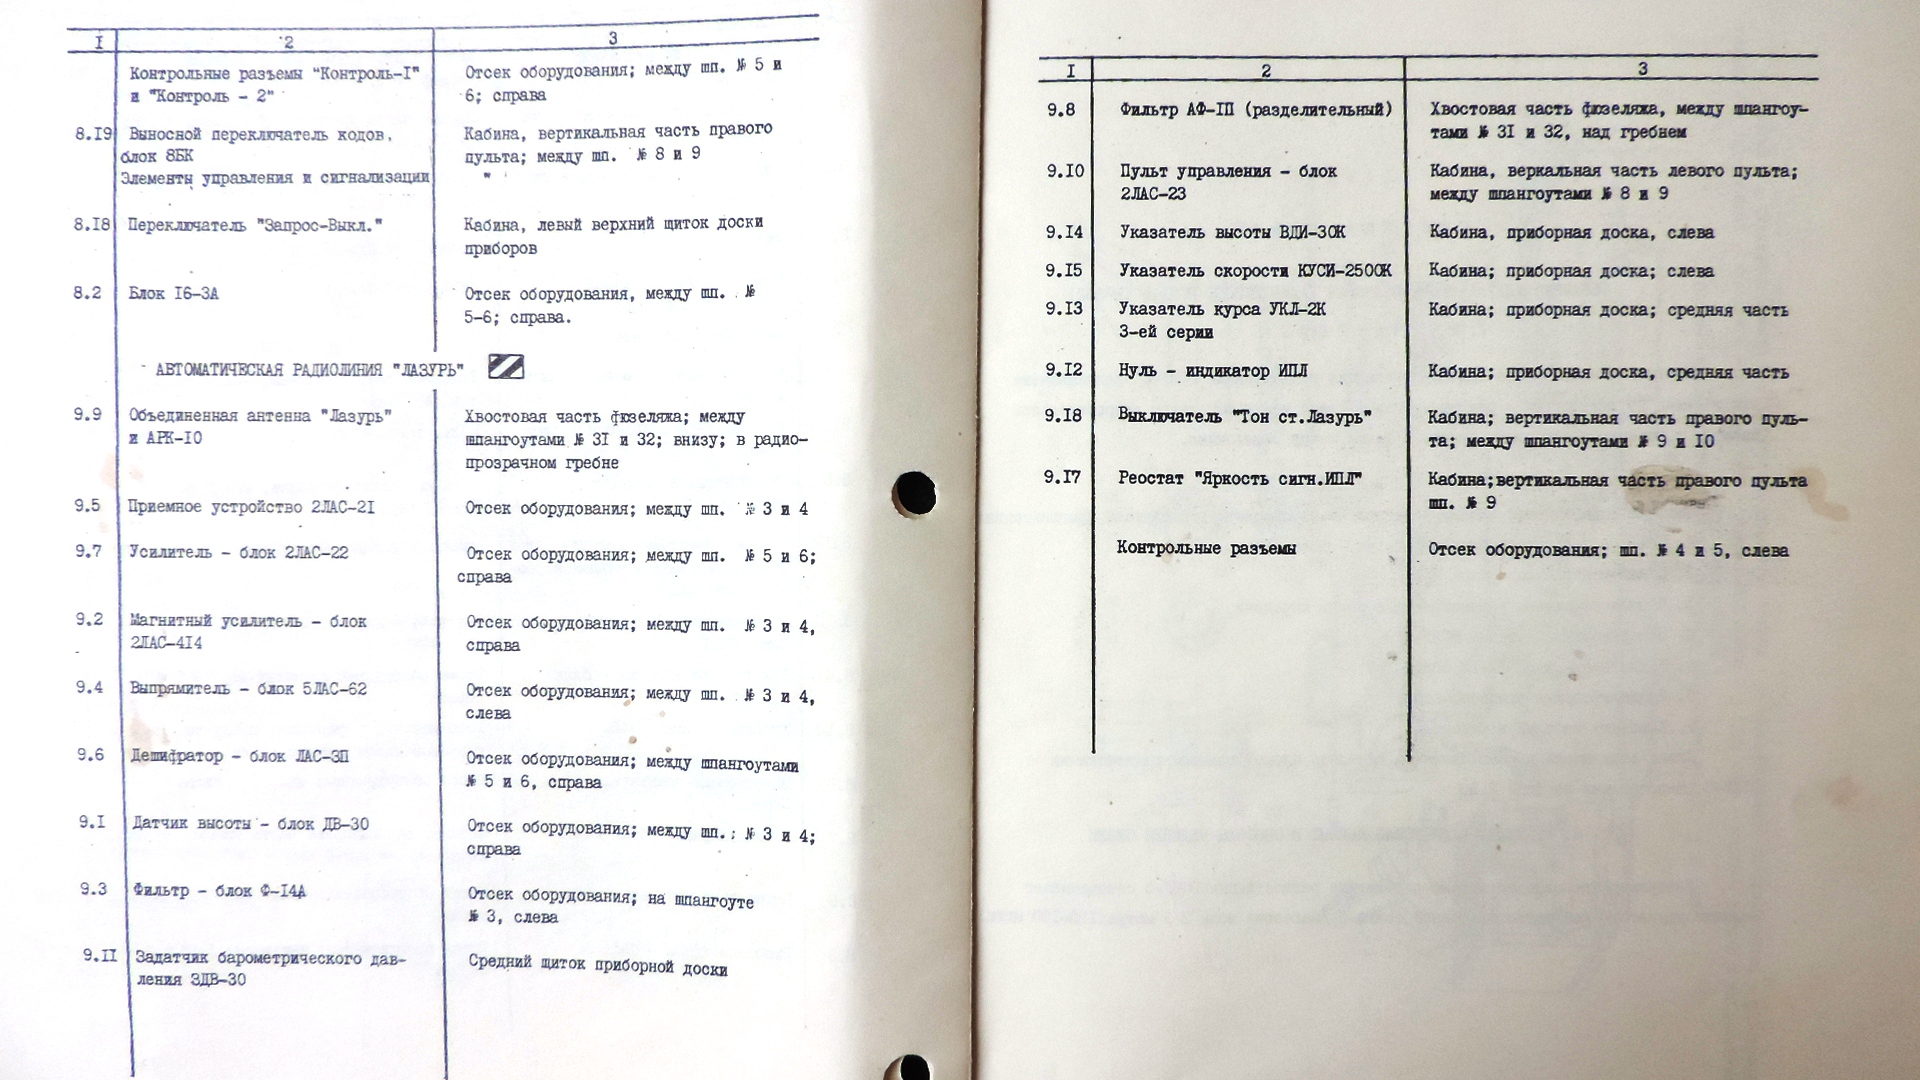 I 2 3
Контрольные разъемы "Контроль-I" Отсек оборудования; между шп. № 5 и
и "Контроль - 2" 6; справа
8.I9 Выносной переключатель кодов, Кабина, вертикальная часть правого
блок 8БК пульта; между шп. № 8 и 9
Элементы управления и сигнализации "
8.I8 Переключатель "Запрос-Выкл." Кабина, левый верхний щиток доски
приборов
8.2 Блок I6-3А Отсек оборудования, между шп. №
5-6; справа.
АВТОМАТИЧЕСКАЯ РАДИОЛИНИЯ "ЛАЗУРЬ"
9.9 Объединенная антенна "Лазурь" Хвостовая часть фюзеляжа; между
и АРК-IO шпангоутами № 3I и 32; внизу; в радио-
прозрачном гребне
9.5 Приемное устройство 2ЛАС-2I Отсек оборудования; между шп. № 3 и 4
9.7 Усилитель - блок 2ЛАС-22 Отсек оборудования; между шп. № 5 и 6;
справа
9.2 Магнитный усилитель - блок Отсек оборудования; между шп. № 3 и 4,
2ЛАС-4I4 справа
9.4 Выпрямитель - блок 5ЛАС-62 Отсек оборудования; между шп. № 3 и 4,
слева
9.6 Дешифратор - блок ЛАС-3П Отсек оборудования; между шпангоутами
№ 5 и 6, справа
9.I Датчик высоты - блок ДВ-30 Отсек оборудования; между шп.; № 3 и 4;
справа
9.3 Фильтр - блок Ф-I4А Отсек оборудования; на шпангоуте
№ 3, слева
9.II Задатчик барометрического дав- Средний щиток приборной доски
ления ЗДВ-30
I 2 3
9.8 Фильтр АФ-IП (разделительный) Хвостовая часть фюзеляжа, между шпангоу-
тами № 3I и 32, над гребнем
9.IO Пульт управления - блок Кабина, веркальная часть левого пульта;
2ЛАС-23 между шпангоутами № 8 и 9
9.I4 Указатель высоты ВДИ-30К Кабина, приборная доска, слева
9.I5 Указатель скорости КУСИ-2500К Кабина; приборная доска; слева
9.I3 Указатель курса УКЛ-2К Кабина; приборная доска; средняя часть
3-ей серии
9.I2 Нуль - индикатор ИПЛ Кабина; приборная доска, средняя часть
9.I8 Выключатель "Тон ст.Лазурь" Кабина; вертикальная часть правого пуль-
та; между шпангоутами № 9 и IO
9.I7 Реостат "Яркость сигн.ИПЛ" Кабина;вертикальная часть правого пульта
шп. № 9
Контрольные разъемы Отсек оборудования; шп. № 4 и 5, слева